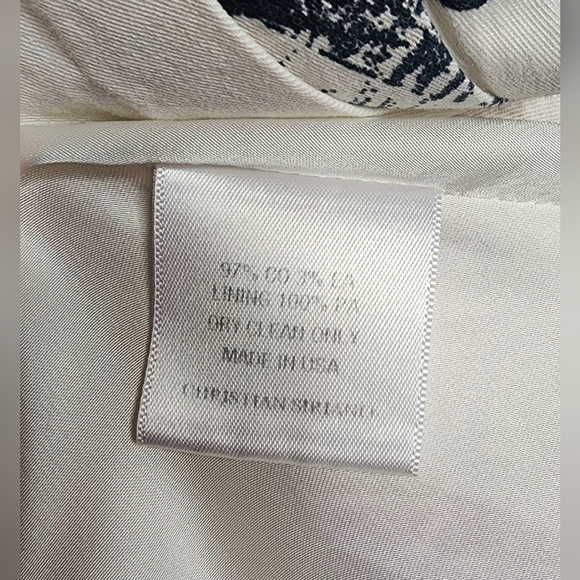 97% CO 3% EA
LINING 100% PA
DRY CLEAN ONLY
MADE IN USA
CHRISTIAN SIRIANO